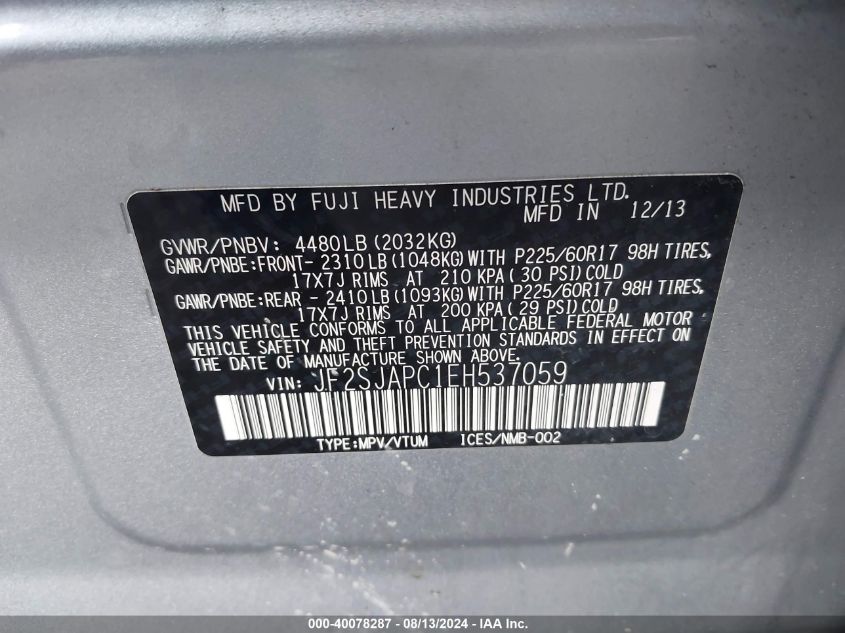 MFD BY FUJI HEAVY INDUSTRIES LTD.
MFD IN 12/13
GVWR/PNBV: 4480LB(2032KG)
GAWR/PNBE:FRONT- 2310LB(1048KG)WITH P225/60R17 98H TIRES,
17X7J RIMS AT 210 KPA(30 PSI)COLD
GAWR/PNBE:REAR - 2410LB(1093KG)WITH P225/60R17 98H TIRES,
17X7J RIMS AT 200 KPA(29 PSI)COLD
THIS VEHICLE CONFORMS TO ALL APPLICABLE FEDERAL MOTOR
VEHICLE SAFETY AND THEFT PREVENTION STANDARDS IN EFFECT ON
THE DATE OF MANUFACTURE SHOWN ABOVE.
VIN: JF2SJAPC1EH537059
TYPE:MPV/VTUM ICES/NMB-002
000-40078287 - 08/13/2024 - IAA Inc.